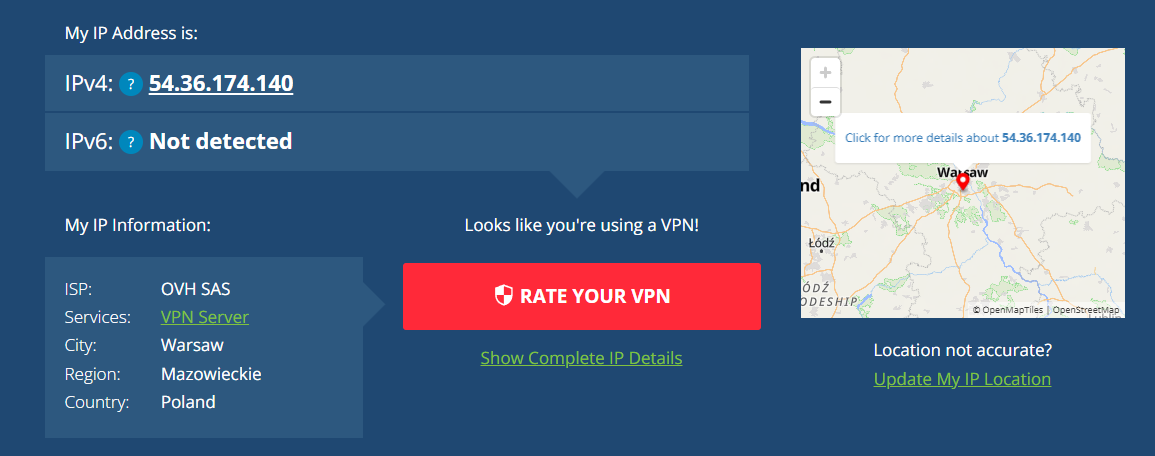 My IP Address is:
IPv4: ? 54.36.174.140
IPv6: ? Not detected
My IP Information:
ISP: OVH SAS
Services: VPN Server
City: Warsaw
Region: Mazowieckie
Country: Poland
Looks like you're using a VPN!
RATE YOUR VPN
Show Complete IP Details
+
−
Click for more details about 54.36.174.140
Warsaw
nd
Łódź
ÓDŹ
ODESHIP
Lublin
© OpenMapTiles | OpenStreetMap
Location not accurate?
Update My IP Location